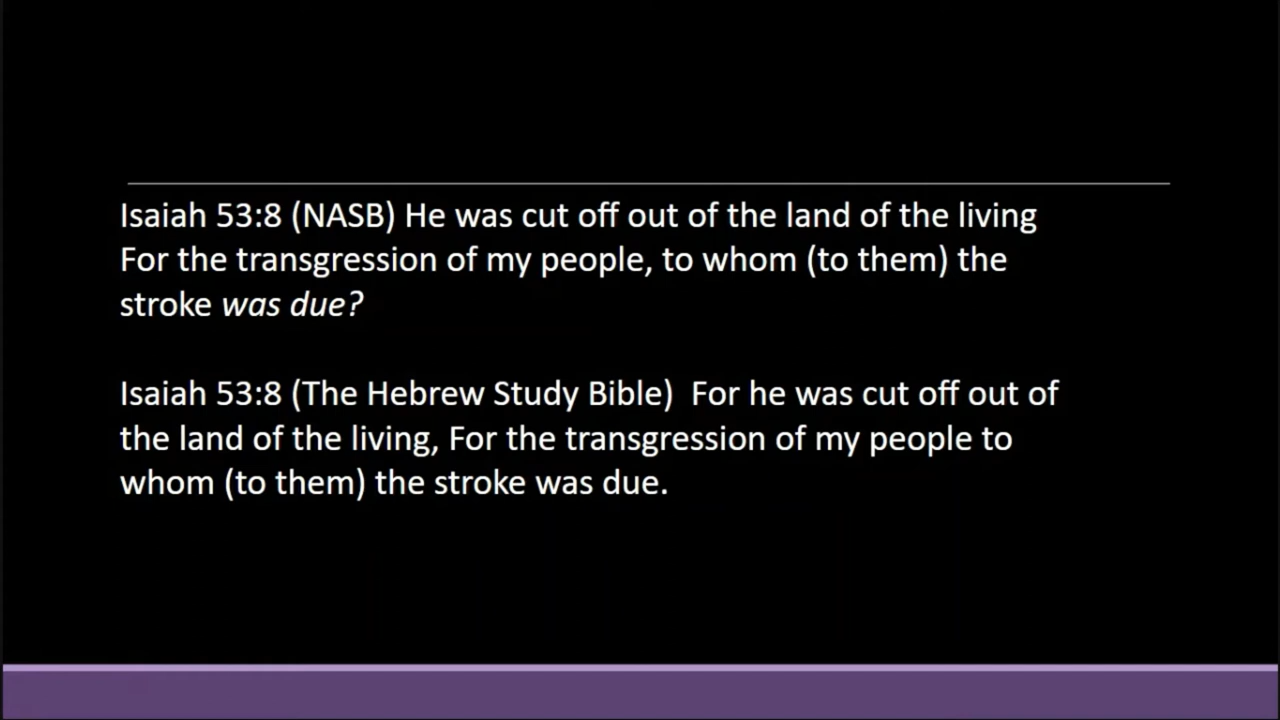 Isaiah 53:8 (NASB) He was cut off out of the land of the living
For the transgression of my people, to whom (to them) the
stroke was due?
Isaiah 53:8 (The Hebrew Study Bible)  For he was cut off out of
the land of the living, For the transgression of my people to
whom (to them) the stroke was due.